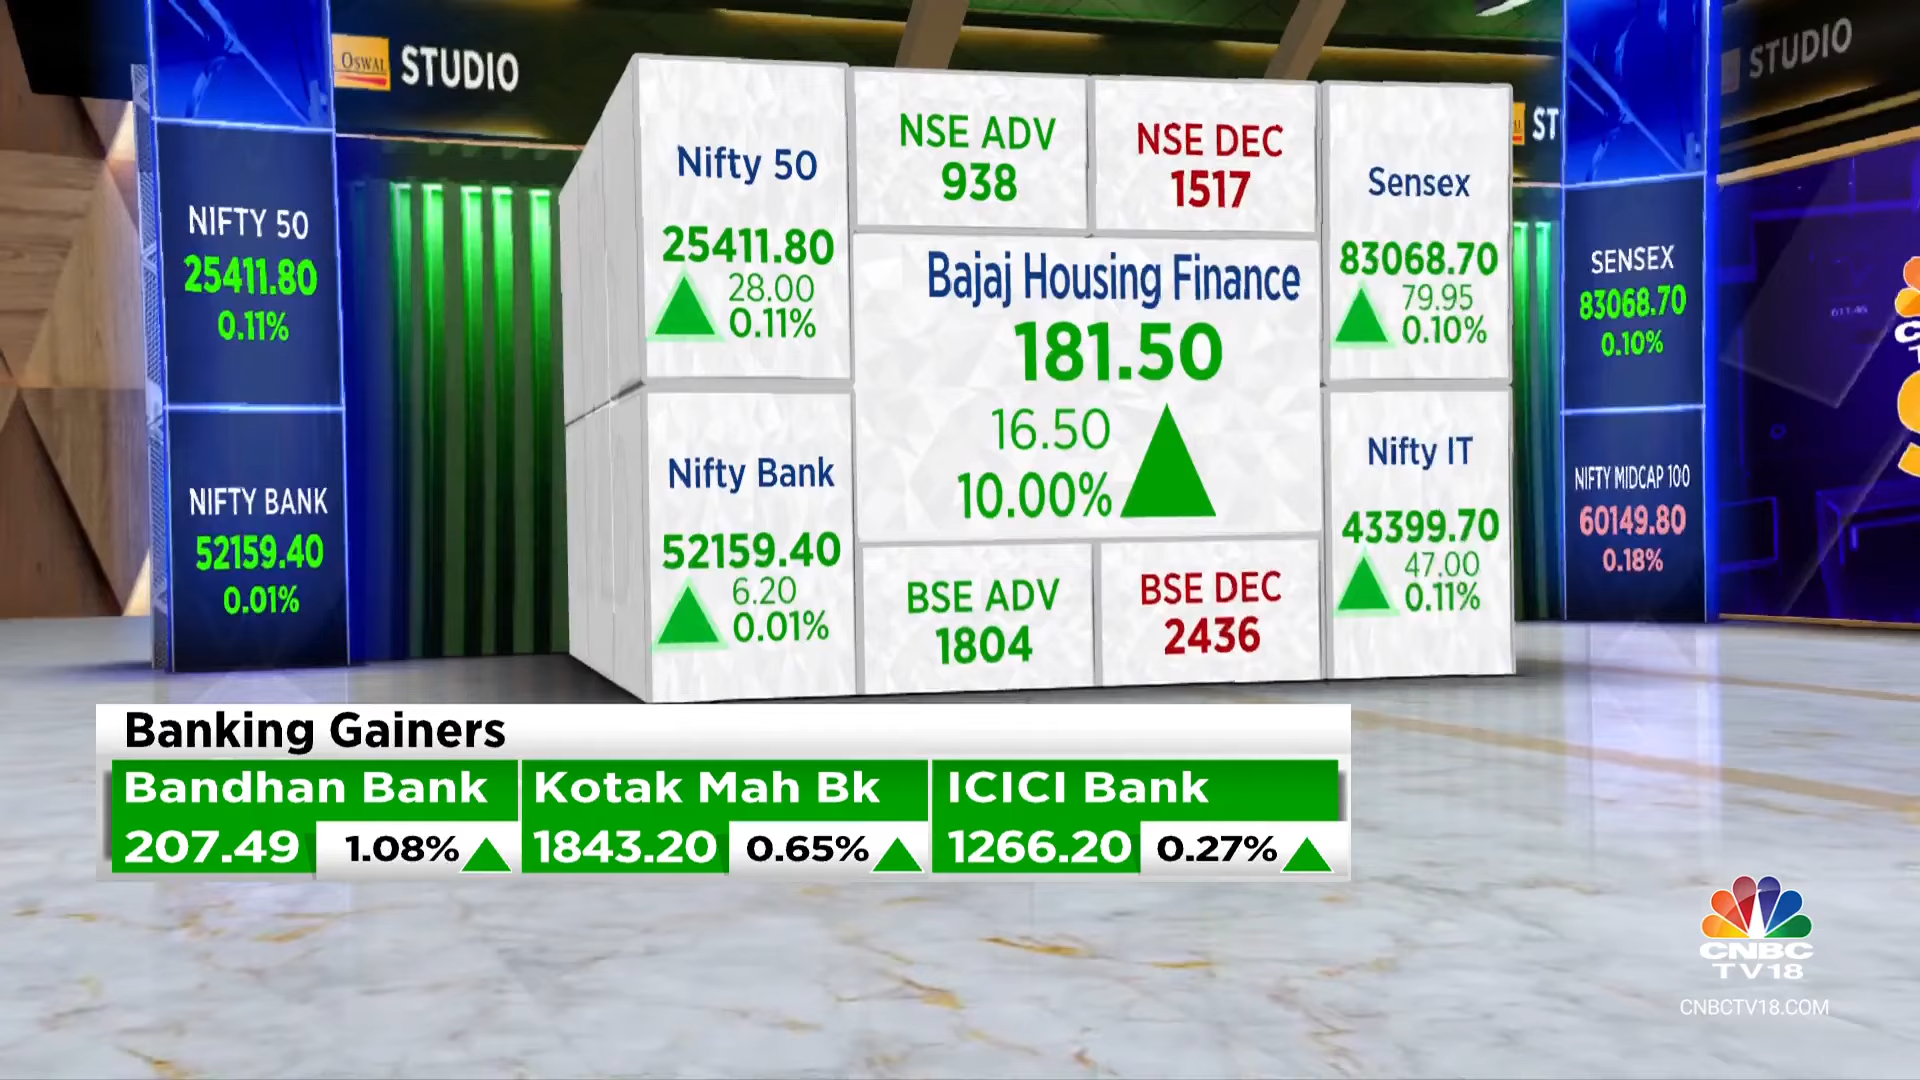 OSWAL STUDIO
STUDIO
ST
NIFTY 50
25411.80
0.11%
NIFTY BANK
52159.40
0.01%
Nifty 50
25411.80
28.00
0.11%
Nifty Bank
52159.40
6.20
0.01%
NSE ADV
938
NSE DEC
1517
Bajaj Housing Finance
181.50
16.50
10.00%
BSE ADV
1804
BSE DEC
2436
Sensex
83068.70
79.95
0.10%
Nifty IT
43399.70
47.00
0.11%
SENSEX
83068.70
0.10%
NIFTY MIDCAP 100
60149.80
0.18%
Banking Gainers
Bandhan Bank
207.49 1.08%
Kotak Mah Bk
1843.20 0.65%
ICICI Bank
1266.20 0.27%
CNBC
TV18
CNBCTV18.COM